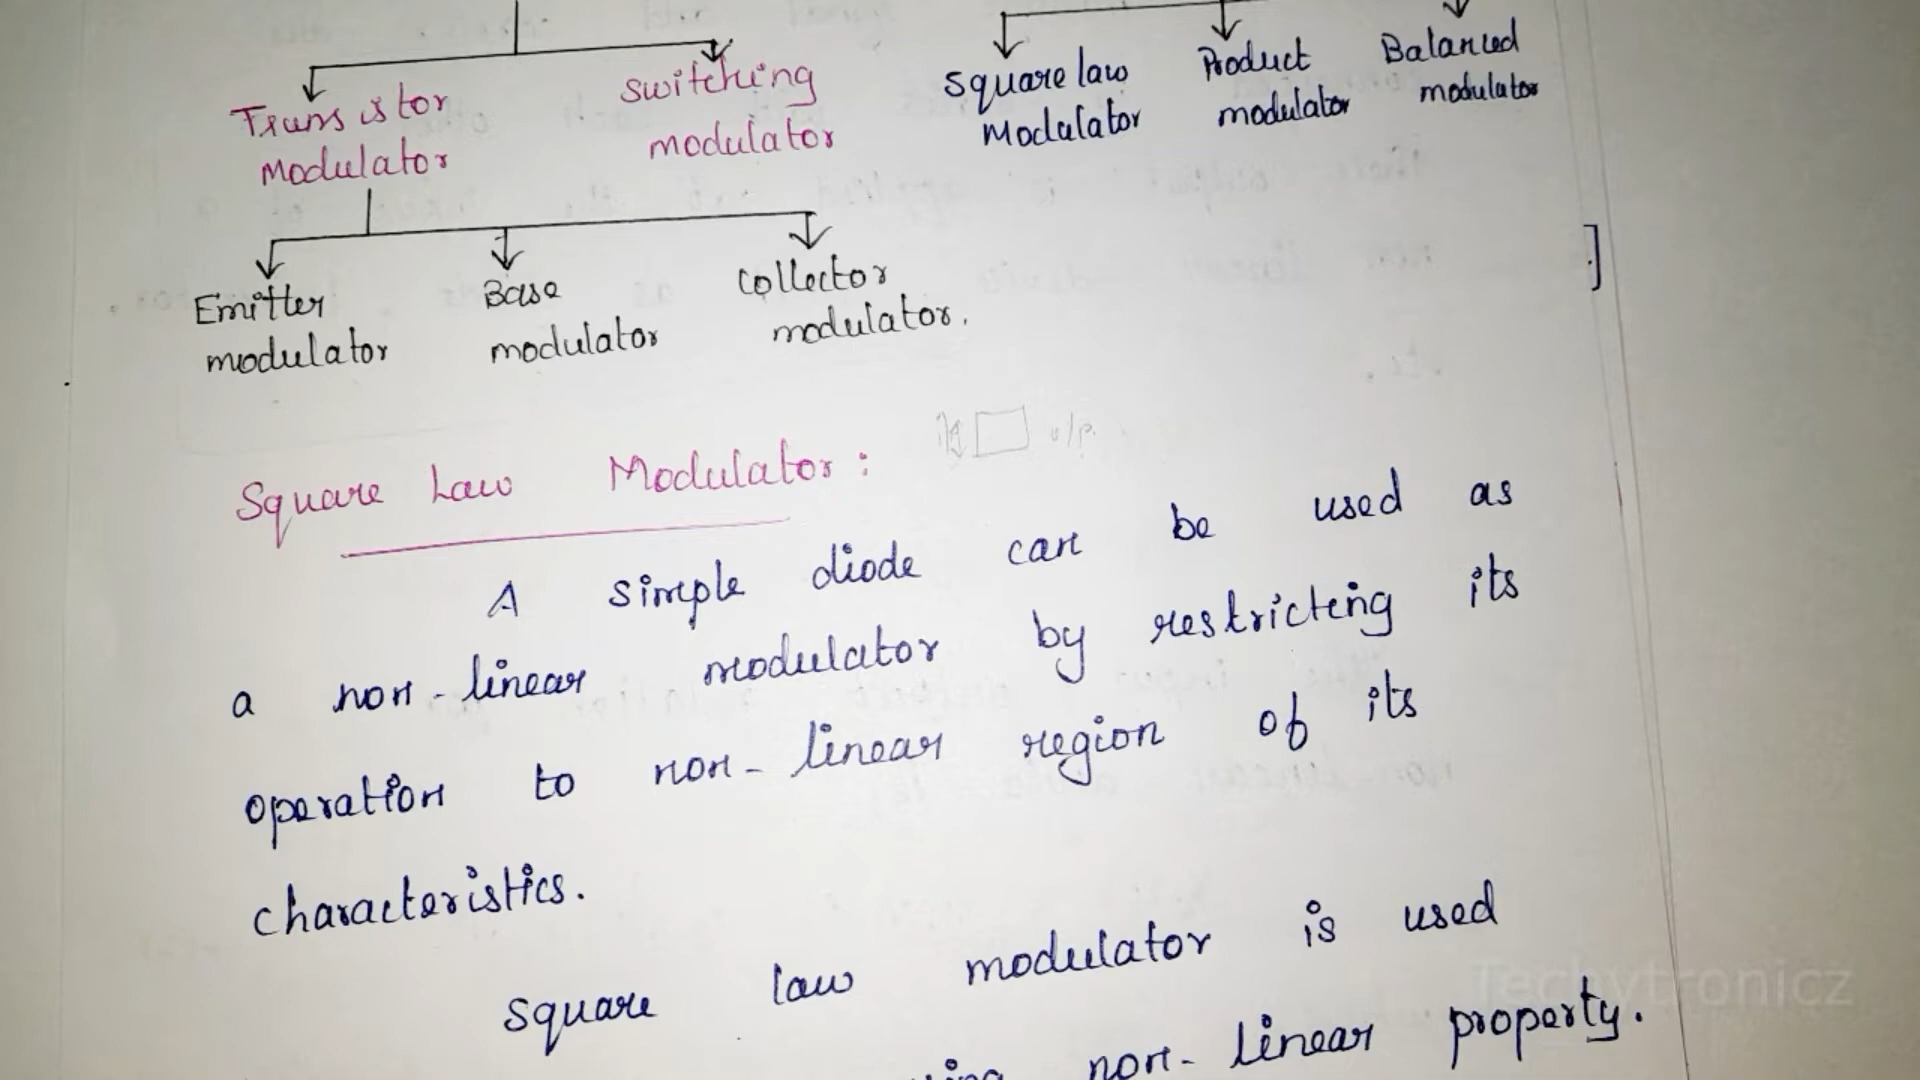 Transistor
Modulator
switching
modulator
square law
Modulator
Product
modulator
Balanced
modulator
Emitter
modulator
Base
modulator
Collector
modulator.
Square Law Modulator:
o/p.
A simple diode can be used as
a non-linear modulator by restricting its
operation to non-linear region of its
characteristics.
square law modulator is used
non-linear property.
Techytronicz